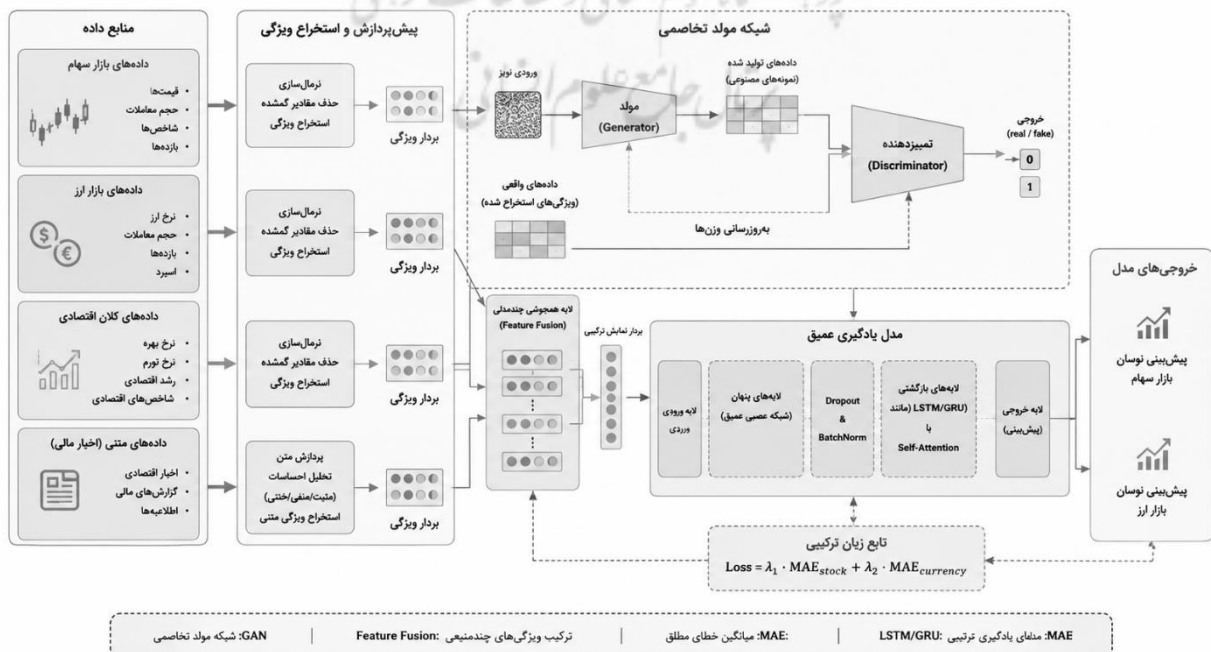 منابع داده
داده‌های بازار سهام
قیمت‌ها
حجم معاملات
شاخص‌ها
بازده‌ها
داده‌های بازار ارز
نرخ ارز
حجم معاملات
بازده‌ها
اسپرد
داده‌های کلان اقتصادی
نرخ بهره
نرخ تورم
رشد اقتصادی
شاخص‌های اقتصادی
داده‌های متنی (اخبار مالی)
اخبار اقتصادی
گزارش‌های مالی
اطلاعیه‌ها
پیش‌پردازش و استخراج ویژگی
نرمال‌سازی
حذف مقادیر گمشده
استخراج ویژگی
بردار ویژگی
نرمال‌سازی
حذف مقادیر گمشده
استخراج ویژگی
بردار ویژگی
نرمال‌سازی
حذف مقادیر گمشده
استخراج ویژگی
بردار ویژگی
پردازش متن
تحلیل احساسات
(مثبت/منفی/خنثی)
استخراج ویژگی متنی
بردار ویژگی
شبکه مولد تخاصمی
ورودی نویز
مولد
(Generator)
داده‌های تولید شده
(نمونه‌های مصنوعی)
تمییزدهنده
(Discriminator)
خروجی
(real / fake)
0
1
داده‌های واقعی
(ویژگی‌های استخراج شده)
به‌روزرسانی وزن‌ها
لایه همجوشی چندمدلی
(Feature Fusion)
بردار نمایش ترکیبی
مدل یادگیری عمیق
لایه ورودی
ورردی
لایه‌های پنهان
(شبکه عصبی عمیق)
Dropout
&
BatchNorm
لایه‌های بازگشتی
LSTM/GRU) (مانند
با
Self-Attention
لایه خروجی
(پیش‌بینی)
خروجی‌های مدل
پیش‌بینی نوسان
بازار سهام
پیش‌بینی نوسان
بازار ارز
تابع زیان ترکیبی
Loss = λ₁ · MAE_stock + λ₂ · MAE_currency
GAN: شبکه مولد تخاصمی
Feature Fusion: ترکیب ویژگی‌های چندمنبعی
MAE: میانگین خطای مطلق:
MAE: مدلهای یادگیری ترتیبی :LSTM/GRU